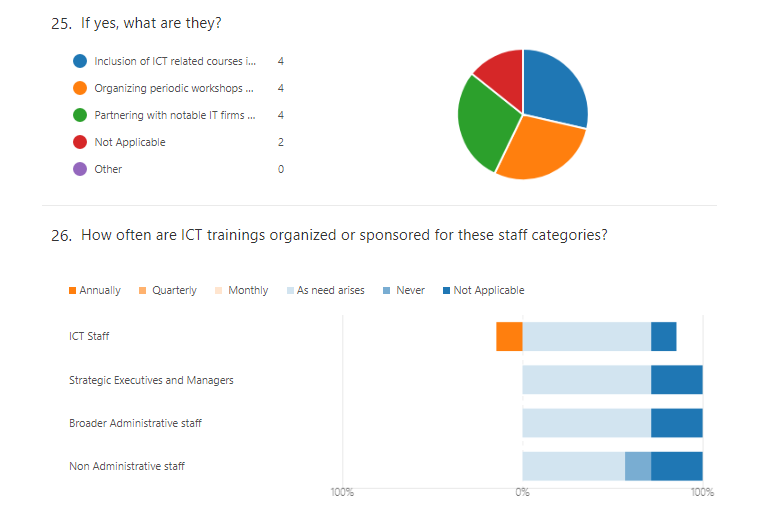 25. If yes, what are they?
Inclusion of ICT related courses i... 4
Organizing periodic workshops ... 4
Partnering with notable IT firms ... 4
Not Applicable 2
Other 0
26. How often are ICT trainings organized or sponsored for these staff categories?
Annually Quarterly Monthly As need arises Never Not Applicable
ICT Staff
Strategic Executives and Managers
Broader Administrative staff
Non Administrative staff
100% 0% 100%